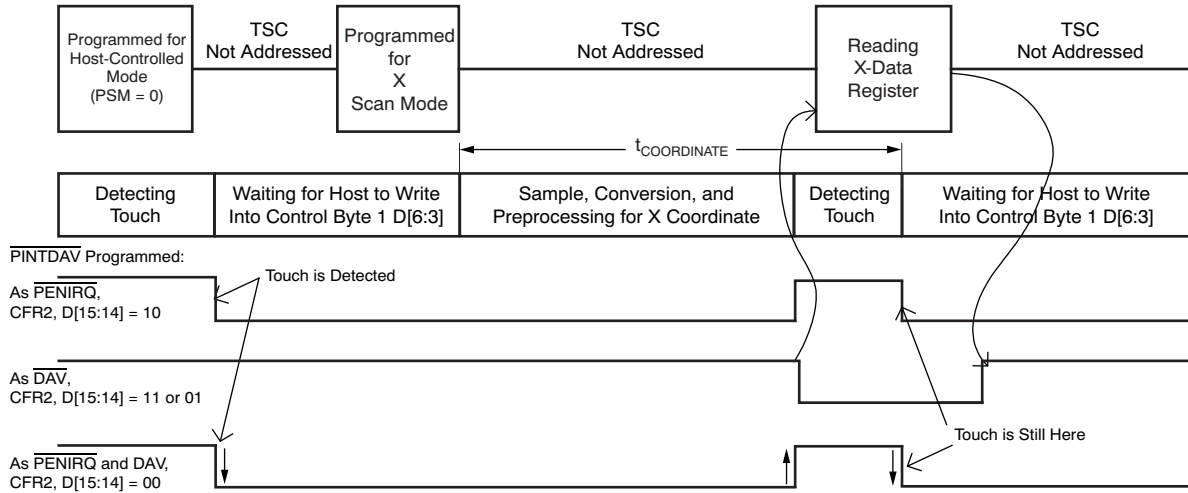 Programmed for
Host-Controlled
Mode
(PSM = 0)
TSC
Not Addressed
Programmed
for
X
Scan Mode
TSC
Not Addressed
Reading
X-Data
Register
TSC
Not Addressed
tCOORDINATE
Detecting
Touch
Waiting for Host to Write
Into Control Byte 1 D[6:3]
Sample, Conversion, and
Preprocessing for X Coordinate
Detecting
Touch
Waiting for Host to Write
Into Control Byte 1 D[6:3]
PINTDAV Programmed:
Touch is Detected
As PENIRQ,
CFR2, D[15:14] = 10
As DAV,
CFR2, D[15:14] = 11 or 01
Touch is Still Here
As PENIRQ and DAV,
CFR2, D[15:14] = 00